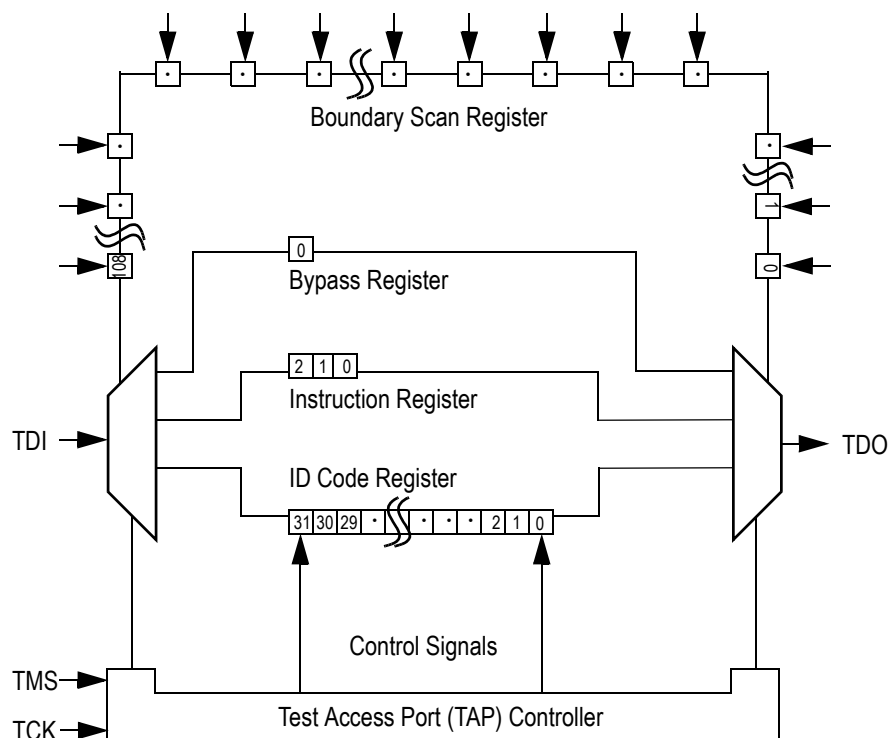 · · · · · · · ·
Boundary Scan Register
· ·
· 1
108 0
0
Bypass Register
2 1 0
Instruction Register
TDI TDO
ID Code Register
31 30 29 · · · · 2 1 0
Control Signals
TMS
Test Access Port (TAP) Controller
TCK